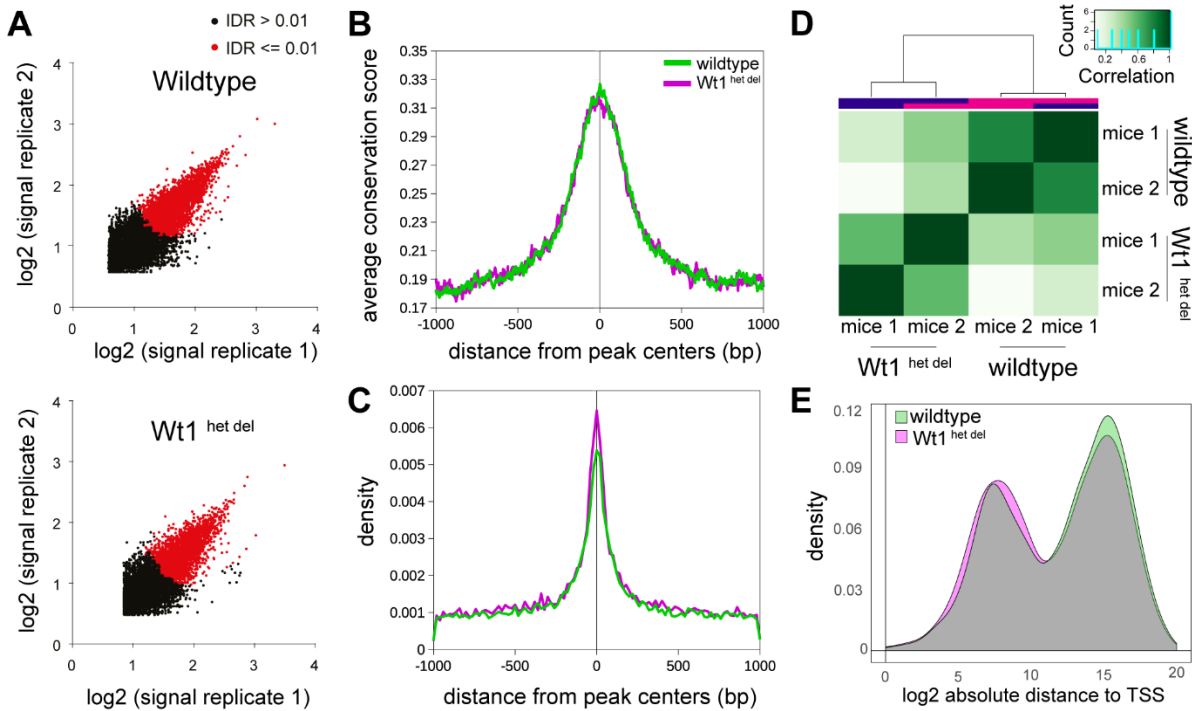 A
IDR > 0.01
IDR <= 0.01
Wildtype
log2 (signal replicate 2)
4
3
2
1
0
0 1 2 3 4
log2 (signal replicate 1)
Wt1 het del
log2 (signal replicate 2)
4
3
2
1
0
0 1 2 3 4
log2 (signal replicate 1)
B
wildtype
Wt1 het del
average conservation score
0.33
0.31
0.29
0.27
0.25
0.23
0.21
0.19
0.17
-1000 -500 0 500 1000
distance from peak centers (bp)
C
density
0.007
0.006
0.005
0.004
0.003
0.002
0.001
0
-1000 -500 0 500 1000
distance from peak centers (bp)
D
Count
0.2 0.6 1
Correlation
mice 1
mice 2
wildtype
mice 1
mice 2
Wt1 het del
mice 1 mice 2 mice 2 mice 1
Wt1 het del wildtype
E
wildtype
Wt1 het del
density
0.12
0.09
0.06
0.03
0
0 5 10 15 20
log2 absolute distance to TSS